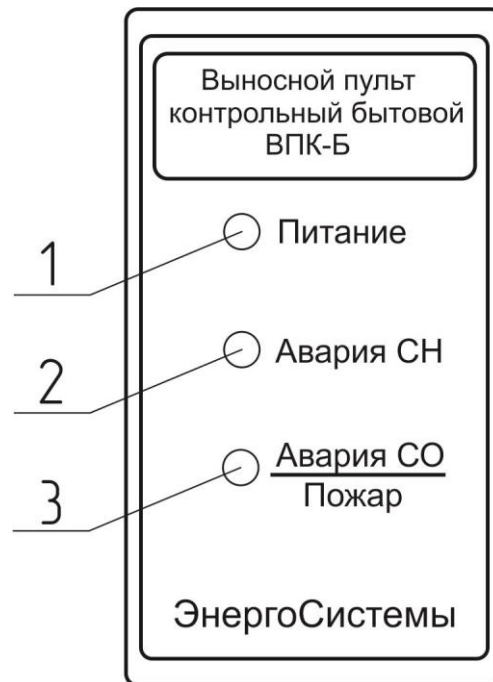 Выносной пульт
контрольный бытовой
ВПК-Б
1
Питание
2
Авария СН
3
Авария СО
Пожар
ЭнергоСистемы